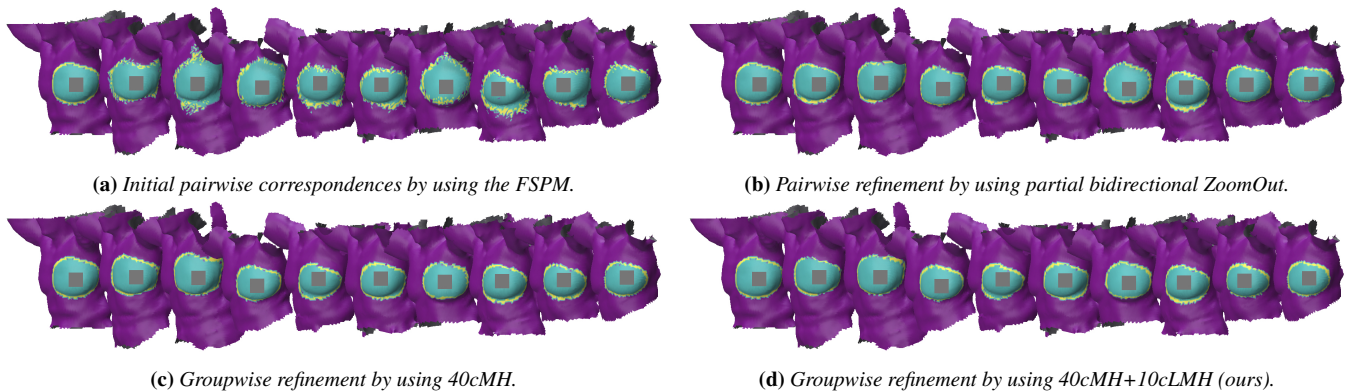 (a) Initial pairwise correspondences by using the FSPM.
(b) Pairwise refinement by using partial bidirectional ZoomOut.
(c) Groupwise refinement by using 40cMH.
(d) Groupwise refinement by using 40cMH+10cLMH (ours).